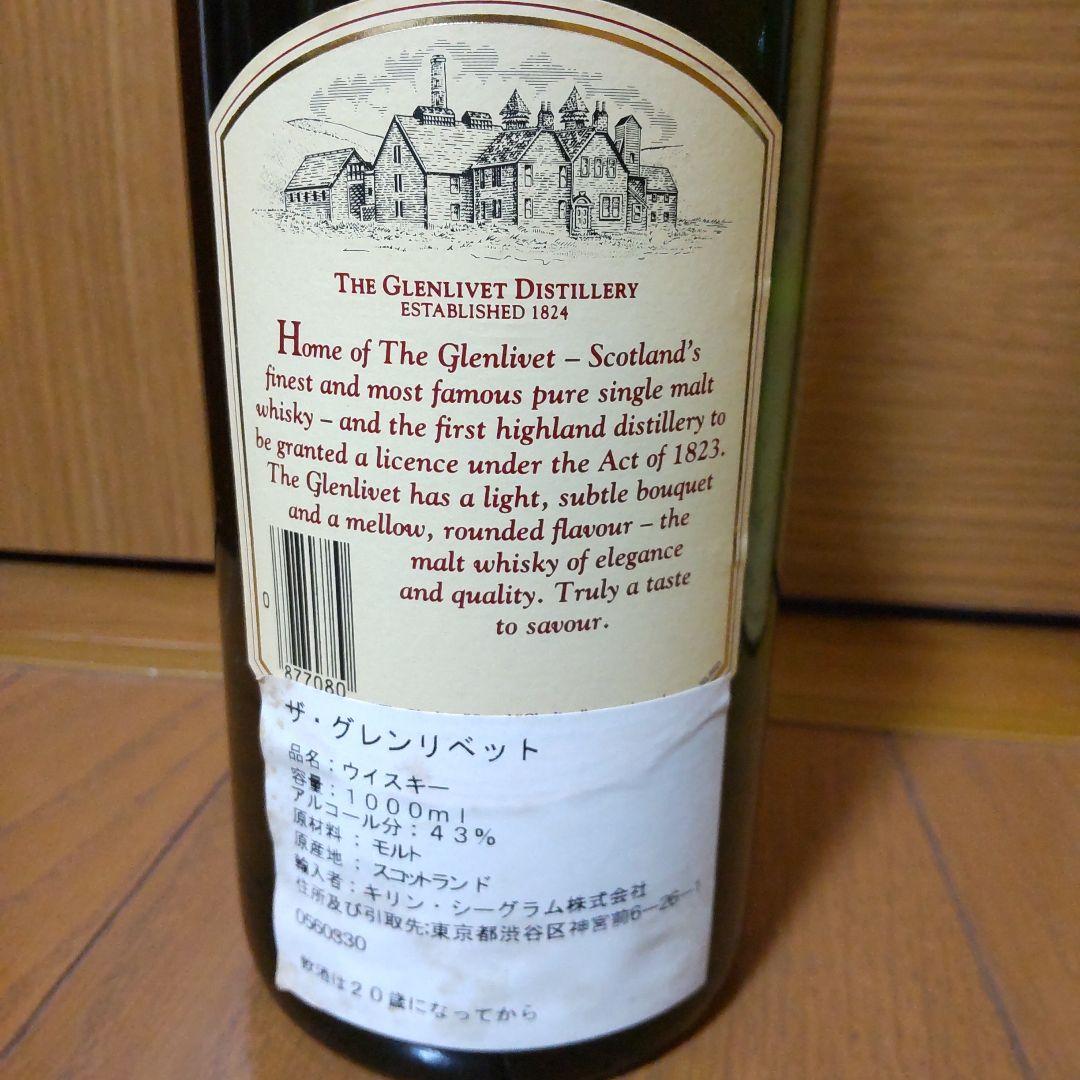 THE GLENLIVET DISTILLERY
ESTABLISHED 1824
Home of The Glenlivet – Scotland's
finest and most famous pure single malt
whisky – and the first highland distillery to
be granted a licence under the Act of 1823.
The Glenlivet has a light, subtle bouquet
and a mellow, rounded flavour – the
malt whisky of elegance
and quality. Truly a taste
to savour.
0
877080
ザ・グレンリベット
品名：ウイスキー
容量：1000ml
アルコール分：43%
原材料：モルト
原産地：スコットランド
輸入者：キリン・シーグラム株式会社
住所及び引取先:東京都渋谷区神宮前6-26-1
0560330
飲酒は20歳になってから